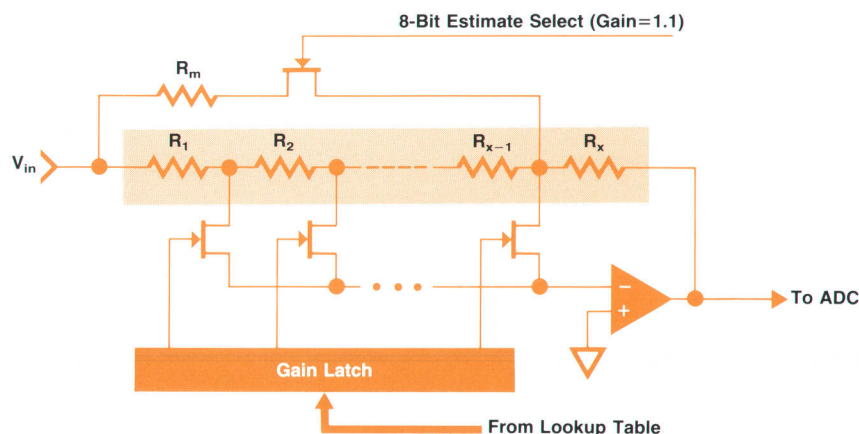 8-Bit Estimate Select (Gain=1.1)
Rm
R1
R2
Rx−1
Rx
Vin
−
+
To ADC
Gain Latch
From Lookup Table